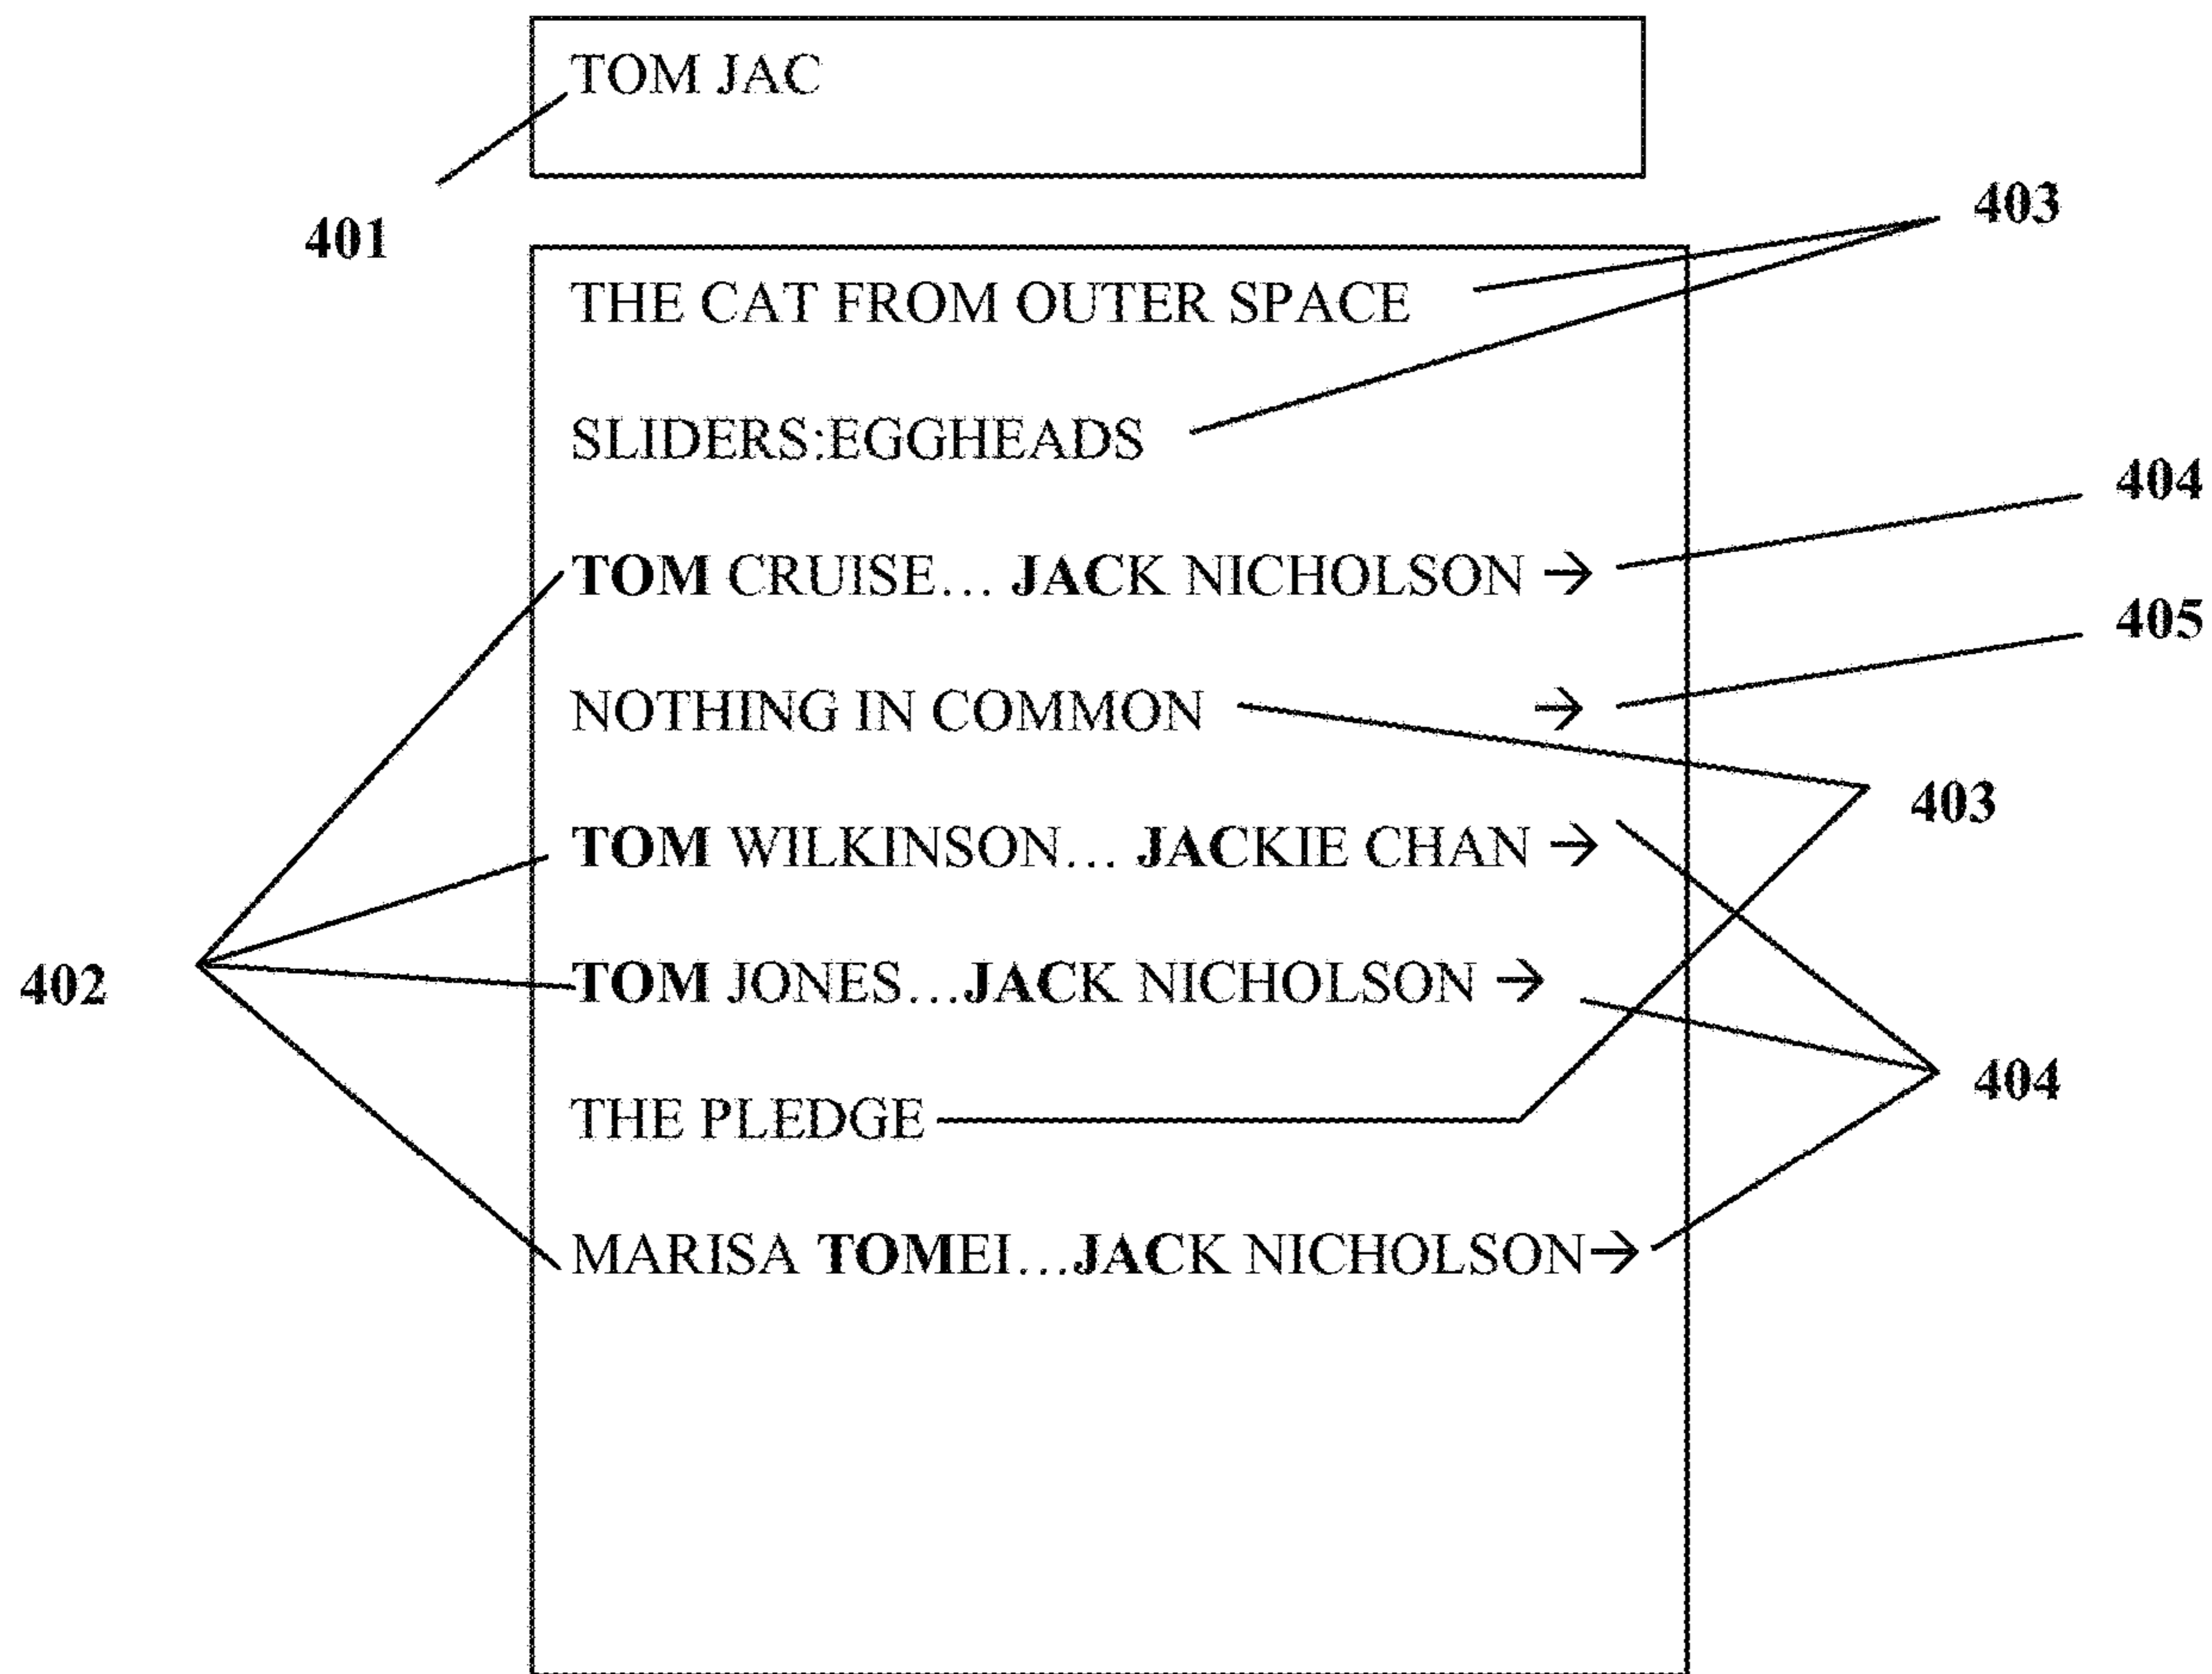 TOM JAC
403
401
THE CAT FROM OUTER SPACE
SLIDERS:EGGHEADS
404
TOM CRUISE... JACK NICHOLSON →
405
NOTHING IN COMMON →
403
TOM WILKINSON... JACKIE CHAN →
402
TOM JONES...JACK NICHOLSON →
404
THE PLEDGE
MARISA TOMEI...JACK NICHOLSON→